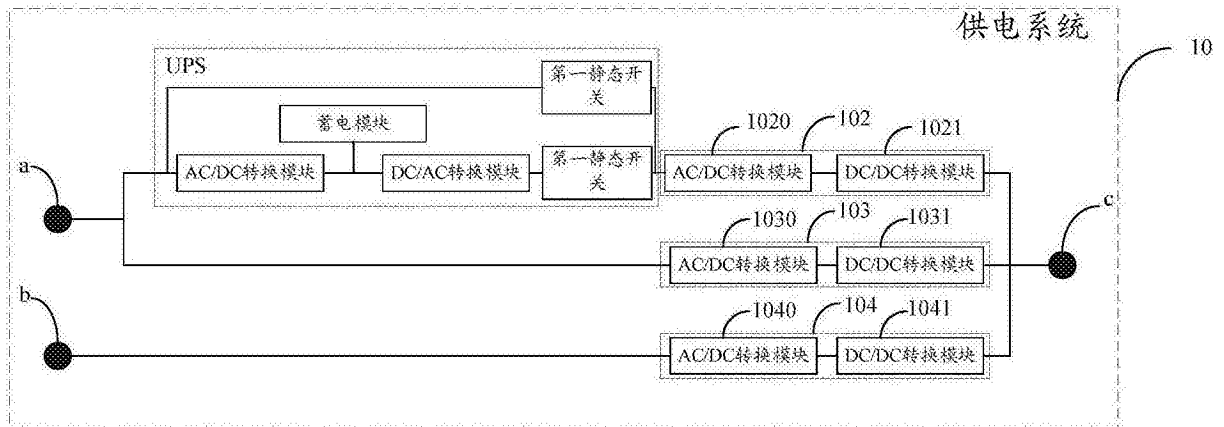 供电系统
10
UPS
第一静态开
关
蓄电模块
AC/DC转换模块
DC/AC转换模块
第一静态开
关
1020
102
1021
AC/DC转换模块
DC/DC转换模块
a
c
1030
103
1031
AC/DC转换模块
DC/DC转换模块
b
1040
104
1041
AC/DC转换模块
DC/DC转换模块